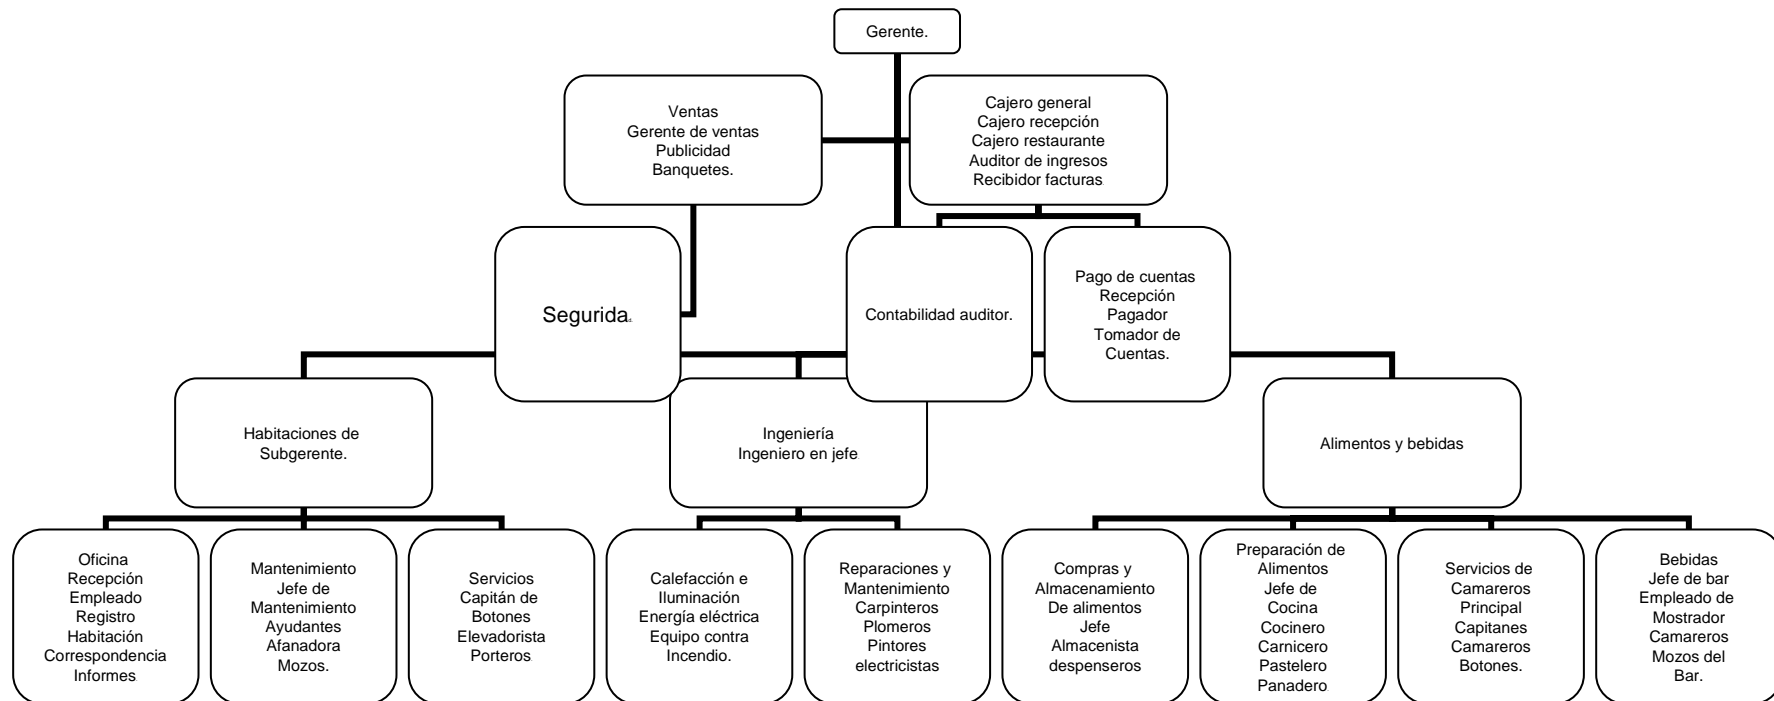 Gerente.
Ventas
Gerente de ventas
Publicidad
Banquetes.
Cajero general
Cajero recepción
Cajero restaurante
Auditor de ingresos
Recibidor facturas
Segurida
Contabilidad auditor.
Pago de cuentas
Recepción
Pagador
Tomador de
Cuentas.
Habitaciones de
Subgerente.
Ingeniería
Ingeniero en jefe
Alimentos y bebidas
Oficina
Recepción
Empleado
Registro
Habitación
Correspondencia
Informes
Mantenimiento
Jefe de
Mantenimiento
Ayudantes
Afanadora
Mozos.
Servicios
Capitán de
Botones
Elevadorista
Porteros
Calefacción e
Iluminación
Energía eléctrica
Equipo contra
Incendio.
Reparaciones y
Mantenimiento
Carpinteros
Plomeros
Pintores
electricistas
Compras y
Almacenamiento
De alimentos
Jefe
Almacenista
despenseros
Preparación de
Alimentos
Jefe de
Cocina
Cocinero
Carnicero
Pastelero
Panadero
Servicios de
Camareros
Principal
Capitanes
Camareros
Botones.
Bebidas
Jefe de bar
Empleado de
Mostrador
Camareros
Mozos del
Bar.